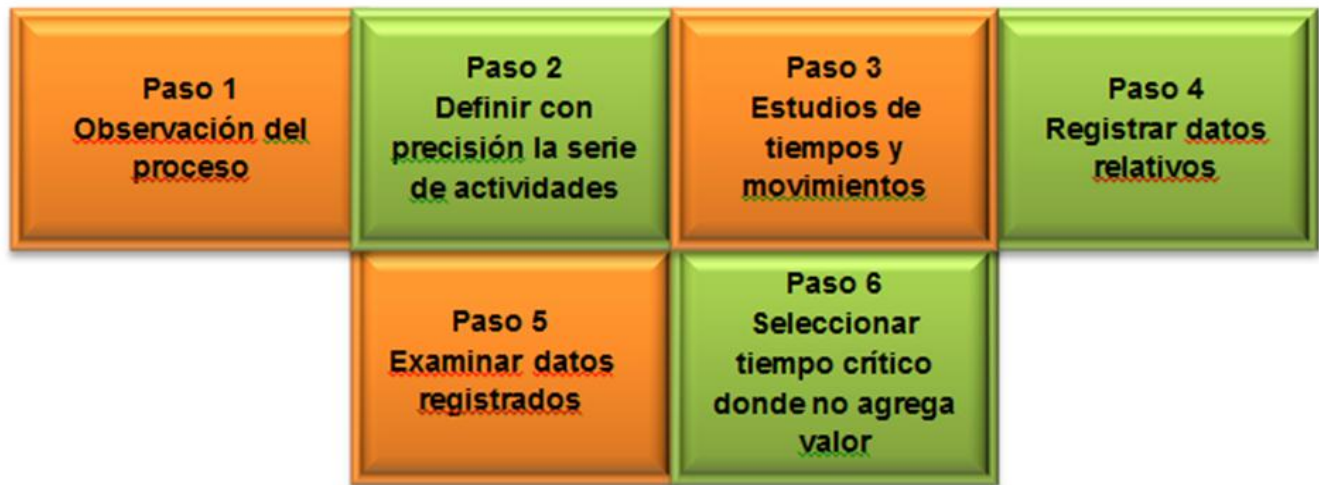 Paso 1
Observación del
proceso
Paso 2
Definir con
precisión la serie
de actividades
Paso 3
Estudios de
tiempos y
movimientos
Paso 4
Registrar datos
relativos
Paso 5
Examinar datos
registrados
Paso 6
Seleccionar
tiempo crítico
donde no agrega
valor